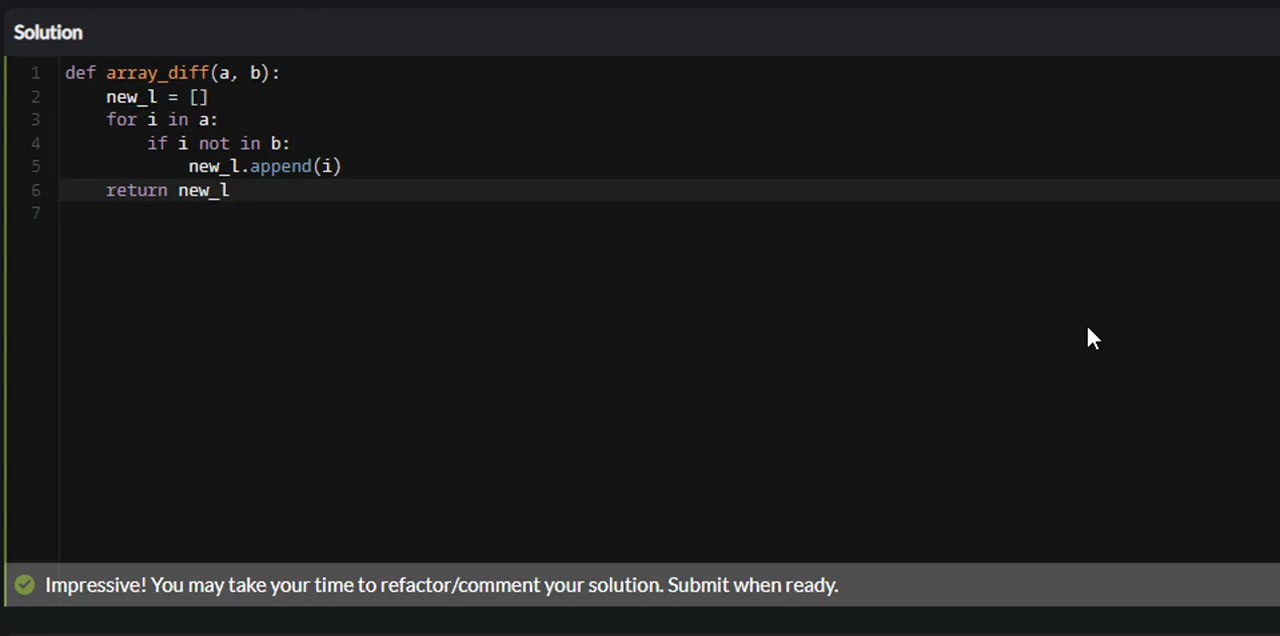 Solution
1 def array_diff(a, b):
2     new_l = []
3     for i in a:
4         if i not in b:
5             new_l.append(i)
6     return new_l
7
Impressive! You may take your time to refactor/comment your solution. Submit when ready.